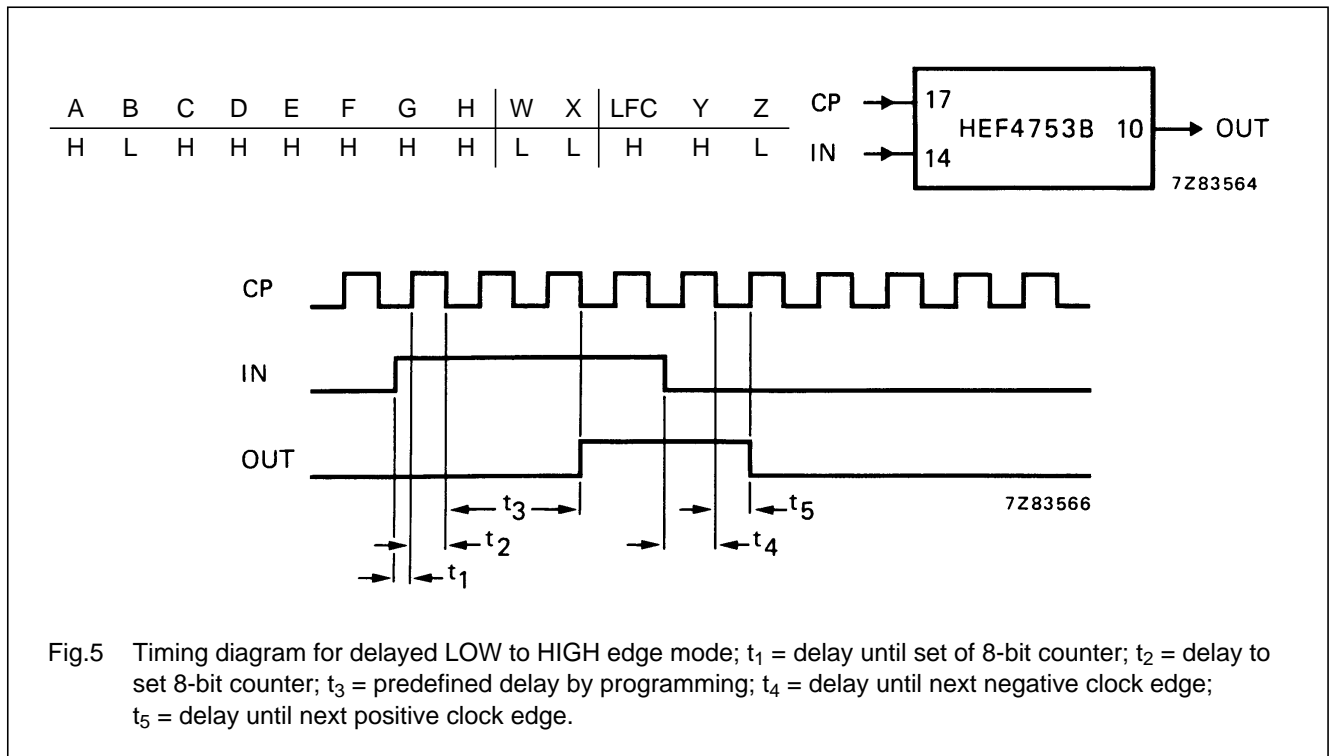 A B C D E F G H W X LFC Y Z
H L H H H H H H L L H H L
CP 17
HEF4753B 10 OUT
IN 14
7Z83564
CP
IN
OUT
t3 t5 7Z83566
t2 t4
t1
Fig.5 Timing diagram for delayed LOW to HIGH edge mode; t1 = delay until set of 8-bit counter; t2 = delay to
set 8-bit counter; t3 = predefined delay by programming; t4 = delay until next negative clock edge;
t5 = delay until next positive clock edge.